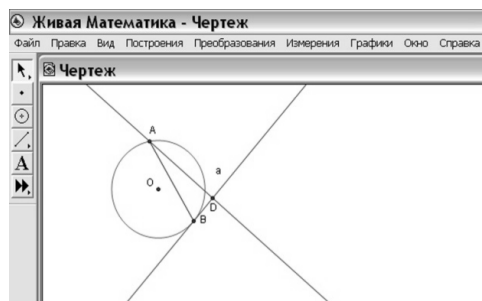 Живая Математика - Чертеж
Файл Правка Вид Построения Преобразования Измерения Графики Окно Справка
Чертеж
A
A
a
O
D
B